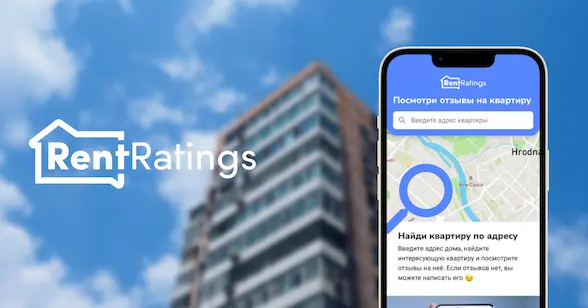 RentRatings
RentRatings
Посмотри отзывы на квартиру
Введите адрес квартиры
Hrodna
New Castle
Найди квартиру по адресу
Введите адрес дома, найдите
интересующую квартиру и посмотрите
отзывы на неё. Если отзывов нет, вы
можете написать его 😉